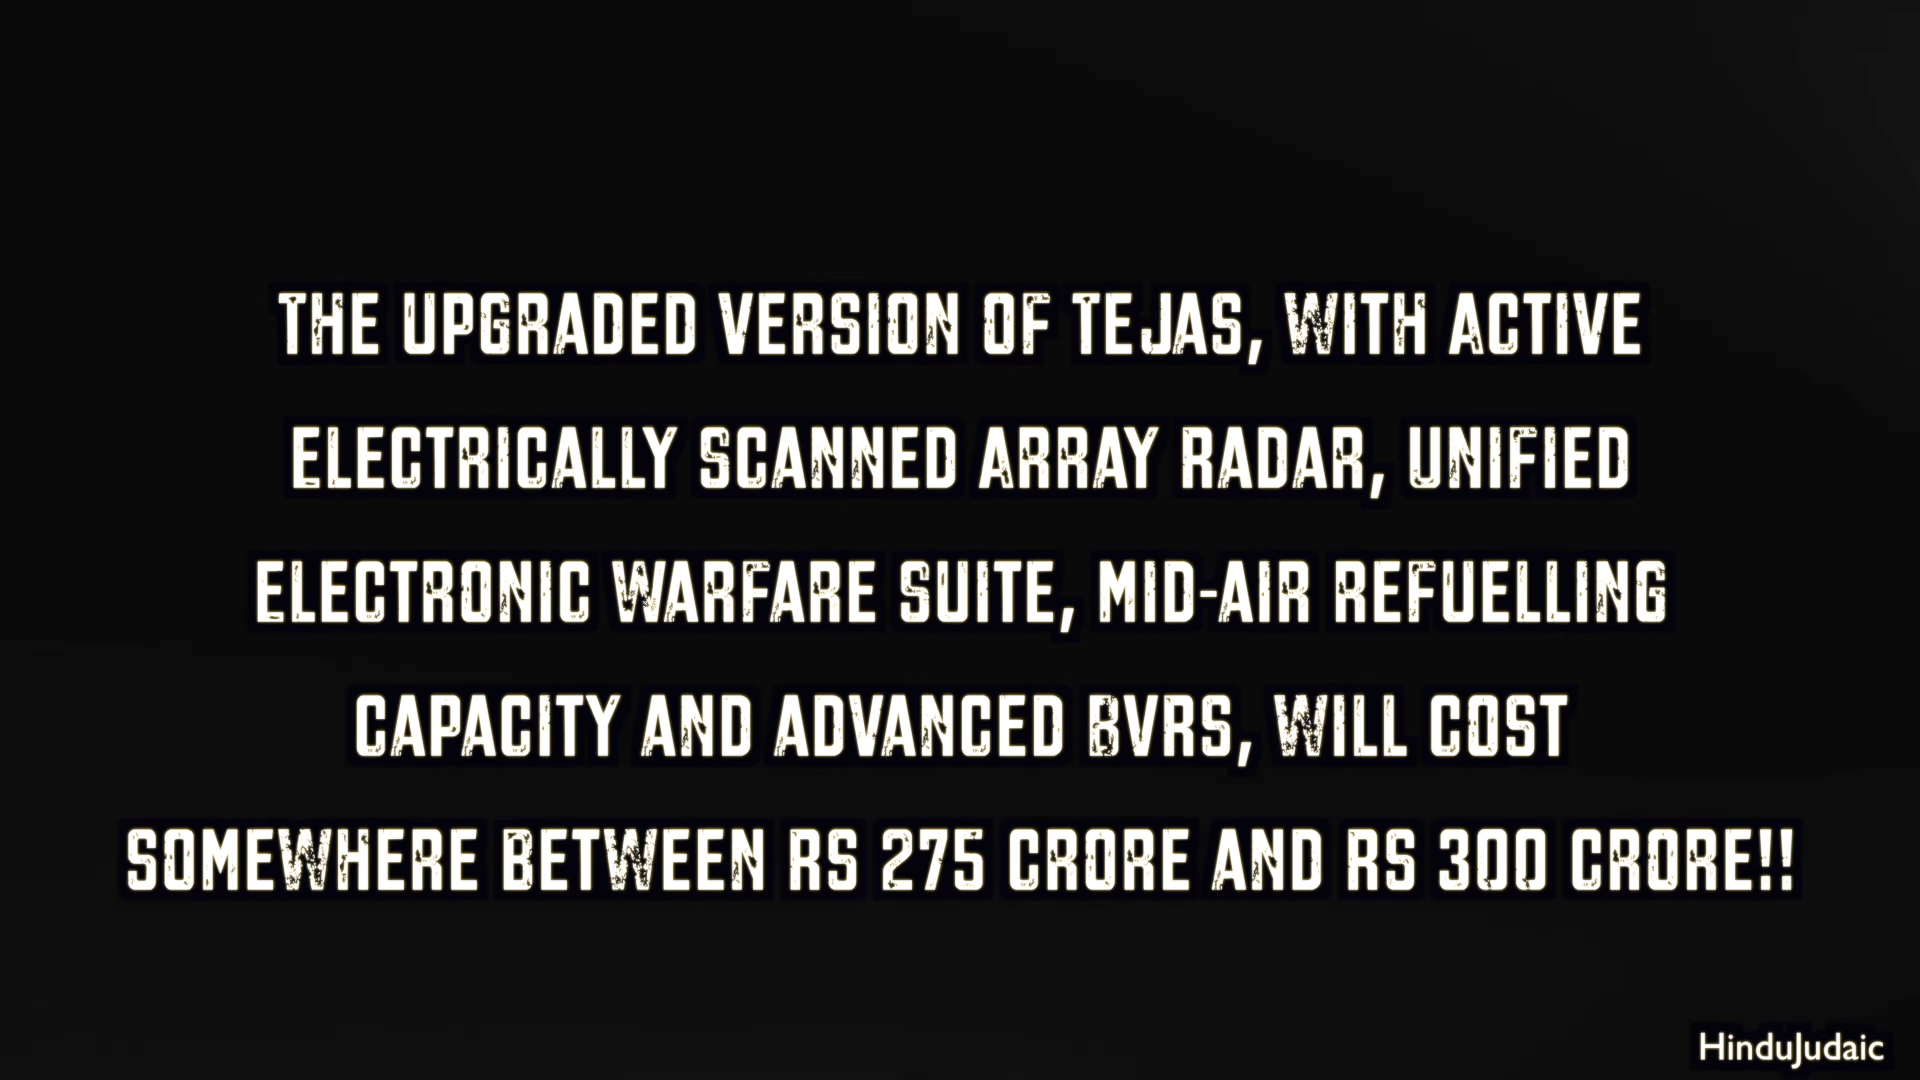 THE UPGRADED VERSION OF TEJAS, WITH ACTIVE
ELECTRICALLY SCANNED ARRAY RADAR, UNIFIED
ELECTRONIC WARFARE SUITE, MID-AIR REFUELLING
CAPACITY AND ADVANCED BVRS, WILL COST
SOMEWHERE BETWEEN RS 275 CRORE AND RS 300 CRORE!!
HinduJudaic